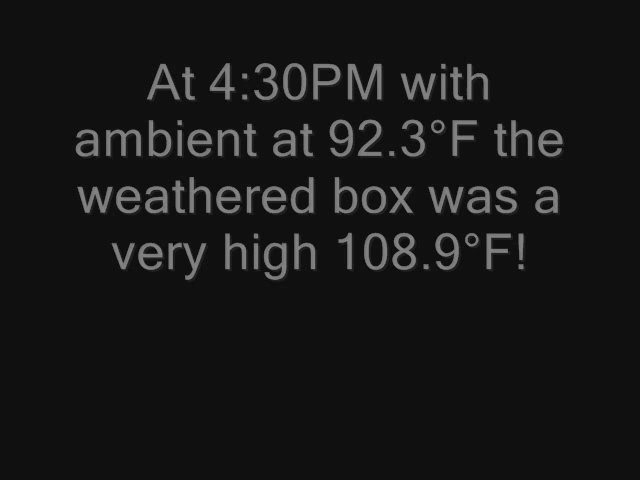 At 4:30PM with
ambient at 92.3°F the
weathered box was a
very high 108.9°F!